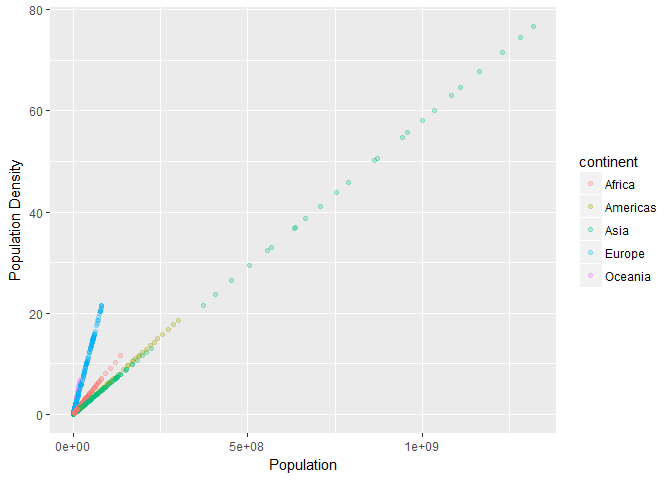 80
60
40
20
0
Population Density
0e+00
5e+08
1e+09
Population
continent
Africa
Americas
Asia
Europe
Oceania